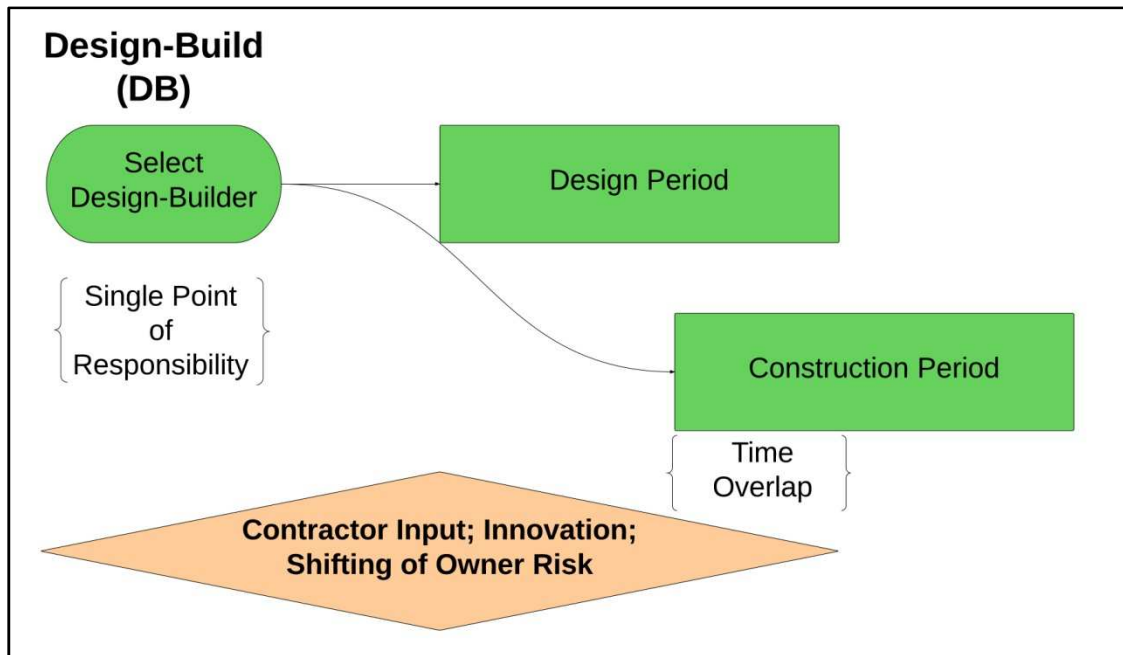 Design-Build
(DB)
Select
Design-Builder
Design Period
Single Point
of
Responsibility
Construction Period
Time
Overlap
Contractor Input; Innovation;
Shifting of Owner Risk